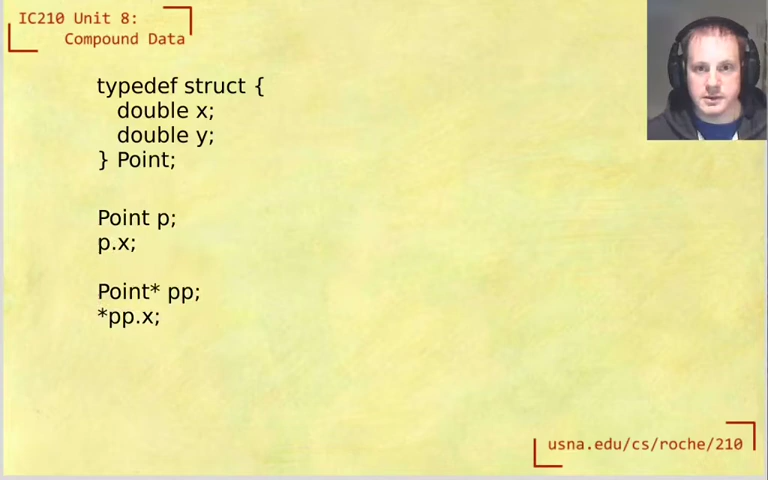 IC210 Unit 8:
Compound Data
typedef struct {
double x;
double y;
} Point;
Point p;
p.x;
Point* pp;
*pp.x;
usna.edu/cs/roche/210